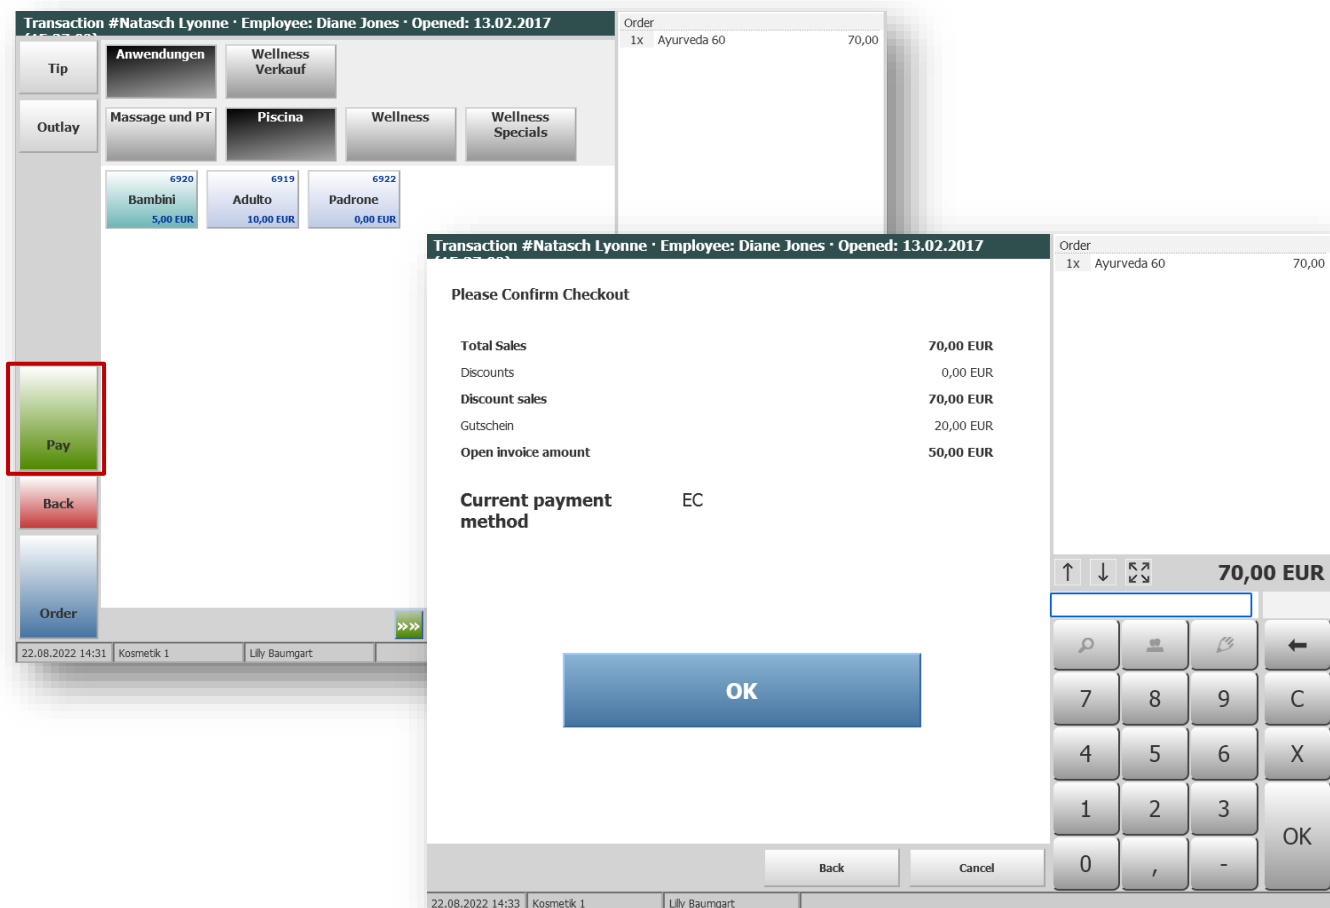 Transaction #Natasch Lyonne · Employee: Diane Jones · Opened: 13.02.2017
Order
1x Ayurveda 60 70,00
Tip
Outlay
Anwendungen
Wellness
Verkauf
Massage und PT
Piscina
Wellness
Wellness
Specials
6920
Bambini
5,00 EUR
6919
Adulto
10,00 EUR
6922
Padrone
0,00 EUR
Pay
Back
Order
»»
22.08.2022 14:31 Kosmetik 1 Lilly Baumgart
Transaction #Natasch Lyonne · Employee: Diane Jones · Opened: 13.02.2017
Order
1x Ayurveda 60 70,00
Please Confirm Checkout
Total Sales 70,00 EUR
Discounts 0,00 EUR
Discount sales 70,00 EUR
Gutschein 20,00 EUR
Open invoice amount 50,00 EUR
Current payment EC
method
OK
Back Cancel
↑ ↓ 70,00 EUR
7 8 9 C
4 5 6 X
1 2 3
OK
0 , -
22.08.2022 14:33 Kosmetik 1 Lilly Baumgart